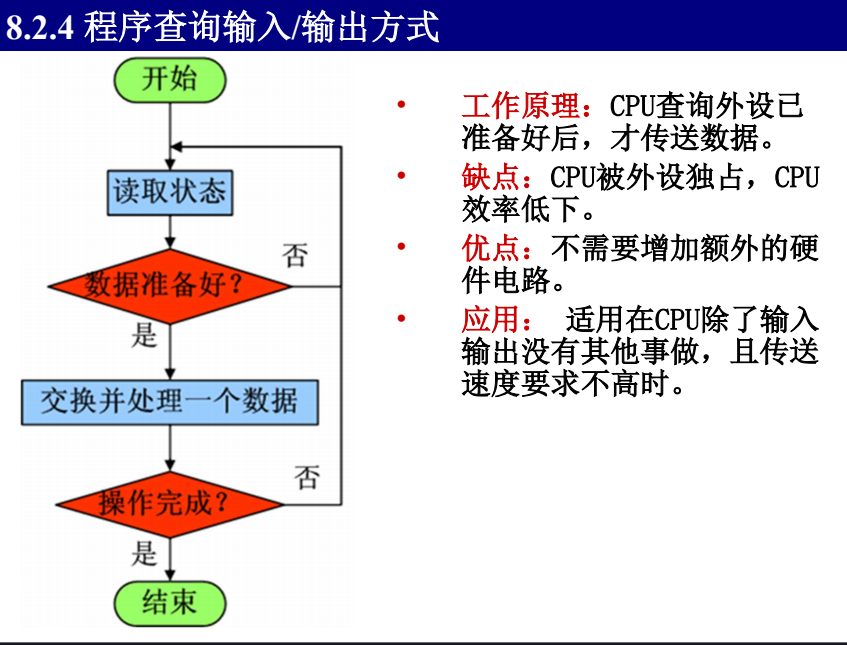 8.2.4 程序查询输入/输出方式
开始
读取状态
数据准备好？
否
是
交换并处理一个数据
操作完成？
否
是
结束
• 工作原理：CPU查询外设已
准备好后，才传送数据。
• 缺点：CPU被外设独占，CPU
效率低下。
• 优点：不需要增加额外的硬
件电路。
• 应用： 适用在CPU除了输入
输出没有其他事做，且传送
速度要求不高时。